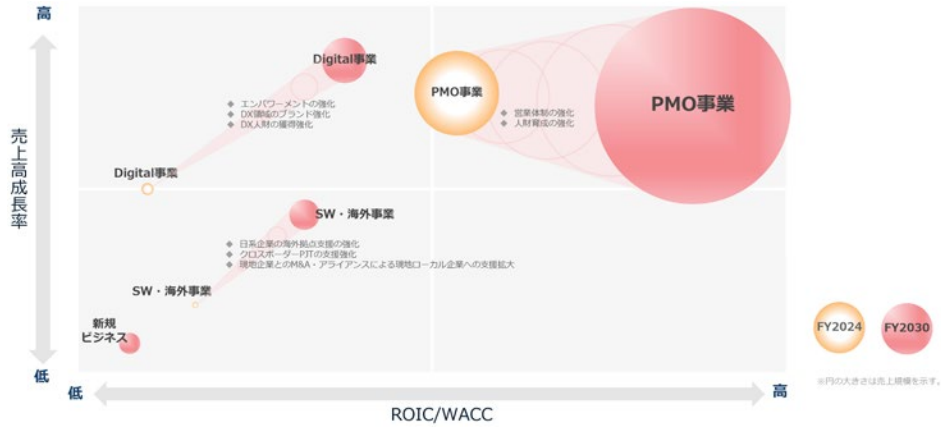 高
売上高成長率
低
Digital事業
◆ エンパワーメントの強化
◆ DX領域のブランド強化
◆ DX人財の獲得強化
Digital事業
PMO事業
◆ 営業体制の強化
◆ 人財育成の強化
PMO事業
SW・海外事業
◆ 日系企業の海外拠点支援の強化
◆ クロスボーダーPJTの支援強化
◆ 現地企業とのM&A・アライアンスによる現地ローカル企業への支援拡大
SW・海外事業
新規
ビジネス
低
高
ROIC/WACC
FY2024
FY2030
※円の大きさは売上規模を示す。